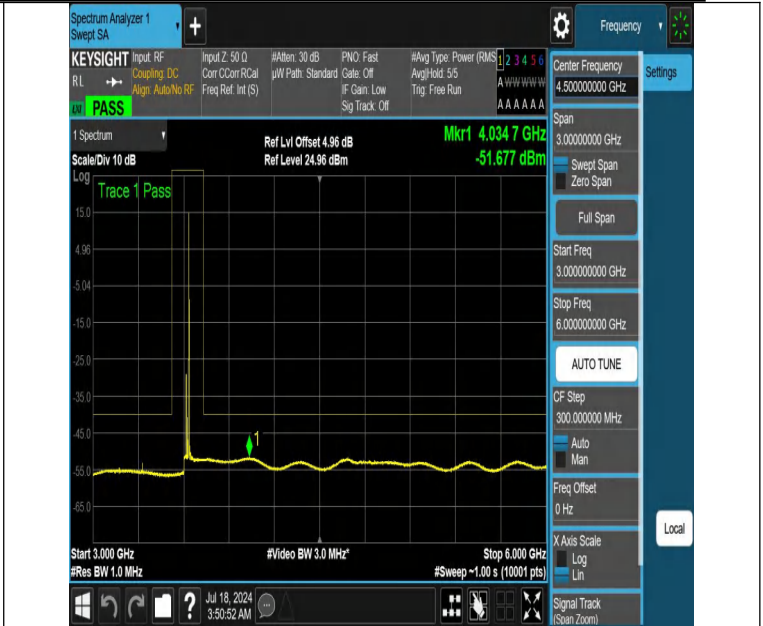 Spectrum Analyzer 1
Swept SA
+
Frequency
KEYSIGHT
RL
PASS
Input: RF
Coupling: DC
Align: Auto/No RF
Input Z: 50 Ω
Corr CCorr RCal
Freq Ref: Int (S)
#Atten: 30 dB
µW Path: Standard
PNO: Fast
Gate: Off
IF Gain: Low
Sig Track: Off
#Avg Type: Power (RMS
Avg|Hold: 5/5
Trig: Free Run
1 2 3 4 5 6
A W W W W W
A A A A A A
1 Spectrum
Scale/Div 10 dB
Ref Lvl Offset 4.96 dB
Ref Level 24.96 dBm
Mkr1 4.034 7 GHz
-51.677 dBm
Log
Trace 1 Pass
15.0
4.96
-5.04
-15.0
-25.0
-35.0
-45.0
-55.0
-65.0
1
Start 3.000 GHz
#Res BW 1.0 MHz
#Video BW 3.0 MHz*
Stop 6.000 GHz
#Sweep ~1.00 s (10001 pts)
?
Jul 18, 2024
3:50:52 AM
Center Frequency
4.500000000 GHz
Span
3.00000000 GHz
Swept Span
Zero Span
Full Span
Start Freq
3.000000000 GHz
Stop Freq
6.000000000 GHz
AUTO TUNE
CF Step
300.000000 MHz
Auto
Man
Freq Offset
0 Hz
X Axis Scale
Log
Lin
Signal Track
(Span Zoom)
Settings
Local